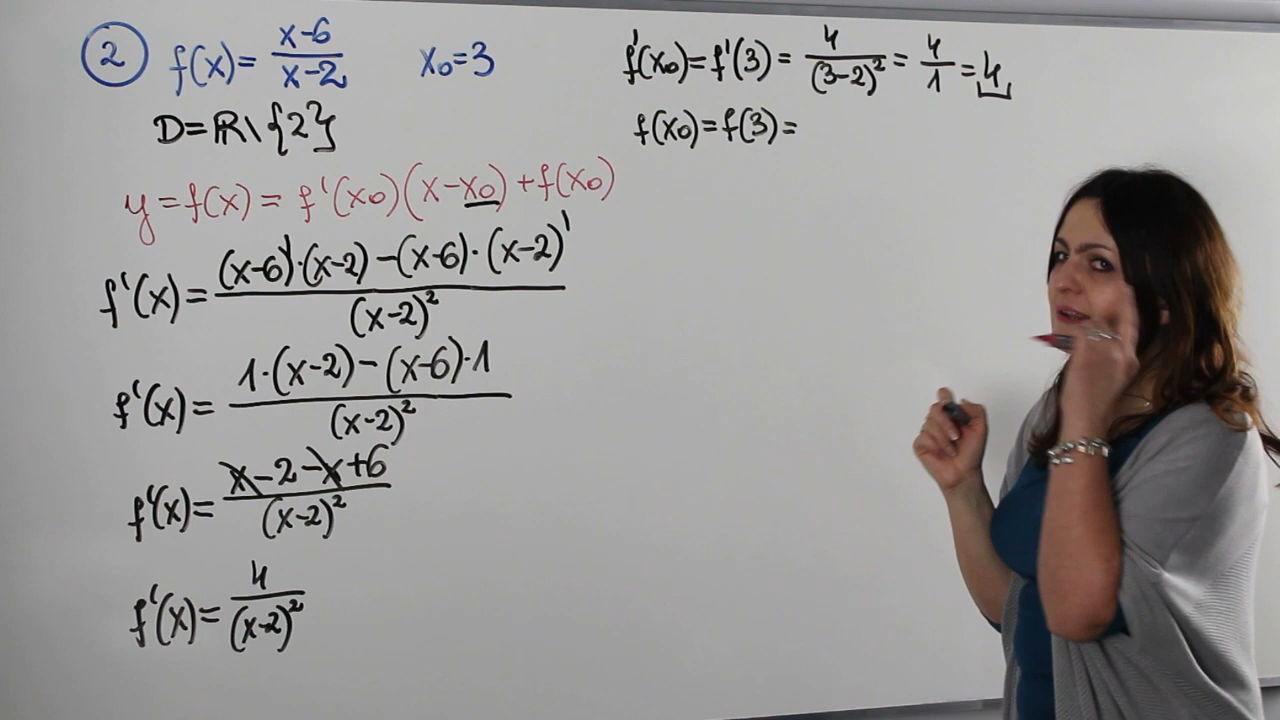 ② f(x)= x-6 / x-2 x₀=3
D=ℝ\{2}
y=f(x)= f'(x₀)(x-x₀)+f(x₀)
f'(x)= (x-6)'·(x-2)-(x-6)·(x-2)' / (x-2)²
f'(x)= 1·(x-2)-(x-6)·1 / (x-2)²
f'(x)= x-2-x+6 / (x-2)²
f'(x)= 4 / (x-2)²
f'(x₀)=f'(3)= 4 / (3-2)² = 4 / 1 =4
f(x₀)=f(3)=